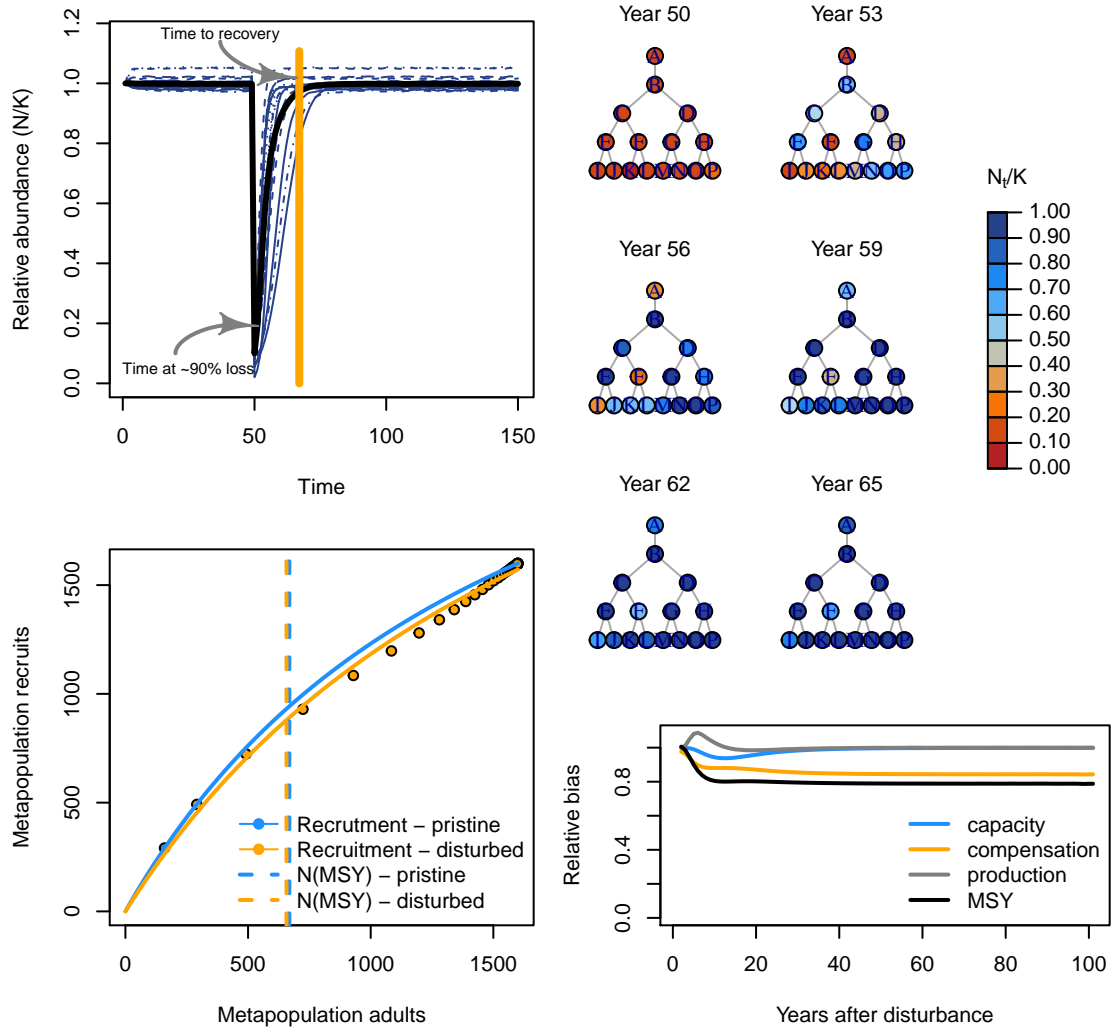 Relative abundance (N/K)
1.2
1.0
0.8
0.6
0.4
0.2
0.0
Time to recovery
Time at ~90% loss
0
50
100
150
Time
Year 50
A
B
Year 53
A
B
Year 56
A
B
Year 59
A
B
Year 62
A
B
Year 65
A
B
Nt/K
1.00
0.90
0.80
0.70
0.60
0.50
0.40
0.30
0.20
0.10
0.00
Metapopulation recruits
1500
1000
500
0
Recrutment – pristine
Recruitment – disturbed
N(MSY) – pristine
N(MSY) – disturbed
0
500
1000
1500
Metapopulation adults
Relative bias
0.8
0.4
0.0
capacity
compensation
production
MSY
0
20
40
60
80
100
Years after disturbance